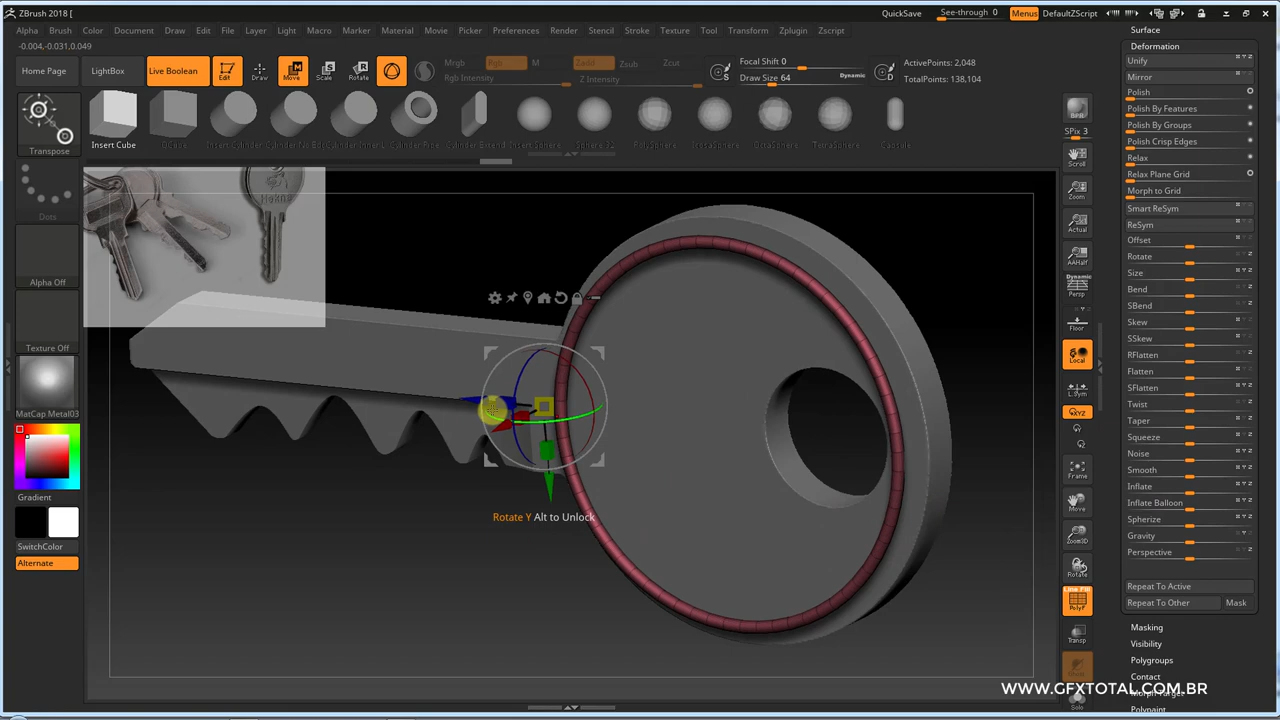 ZBrush 2018 [
QuickSave
See-through 0
Menus
DefaultZScript
Alpha Brush Color Document Draw Edit File Layer Light Macro Marker Material Movie Picker Preferences Render Stencil Stroke Texture Tool Transform Zplugin Zscript
-0.004,-0.031,0.049
Home Page
LightBox
Live Boolean
Edit
Draw
Move
Scale
Rotate
Mrgb Rgb M
Rgb Intensity
Zadd Zsub Zcut
Z Intensity
Focal Shift 0
Draw Size 64
Dynamic
ActivePoints: 2,048
TotalPoints: 138,104
Insert Cube
Transpose
Dots
Alpha Off
Texture Off
MatCap Metal03
Gradient
SwitchColor
Alternate
Rotate Y Alt to Unlock
BPR
SPix 3
Scroll
Zoom
Actual
AAHalf
Dynamic
Persp
Floor
Local
L.Sym
Frame
Move
Zoom3D
Rotate
Line Fill
PolyF
Transp
Solo
Surface
Deformation
Unify
Mirror
Polish
Polish By Features
Polish By Groups
Polish Crisp Edges
Relax
Relax Plane Grid
Morph to Grid
Smart ReSym
ReSym
Offset
Rotate
Size
Bend
SBend
Skew
SSkew
RFlatten
Flatten
SFlatten
Twist
Taper
Squeeze
Noise
Smooth
Inflate
Inflate Balloon
Spherize
Gravity
Perspective
Repeat To Active
Repeat To Other
Mask
Masking
Visibility
Polygroups
Contact
Morph Target
Polypaint
WWW.GFXTOTAL.COM.BR